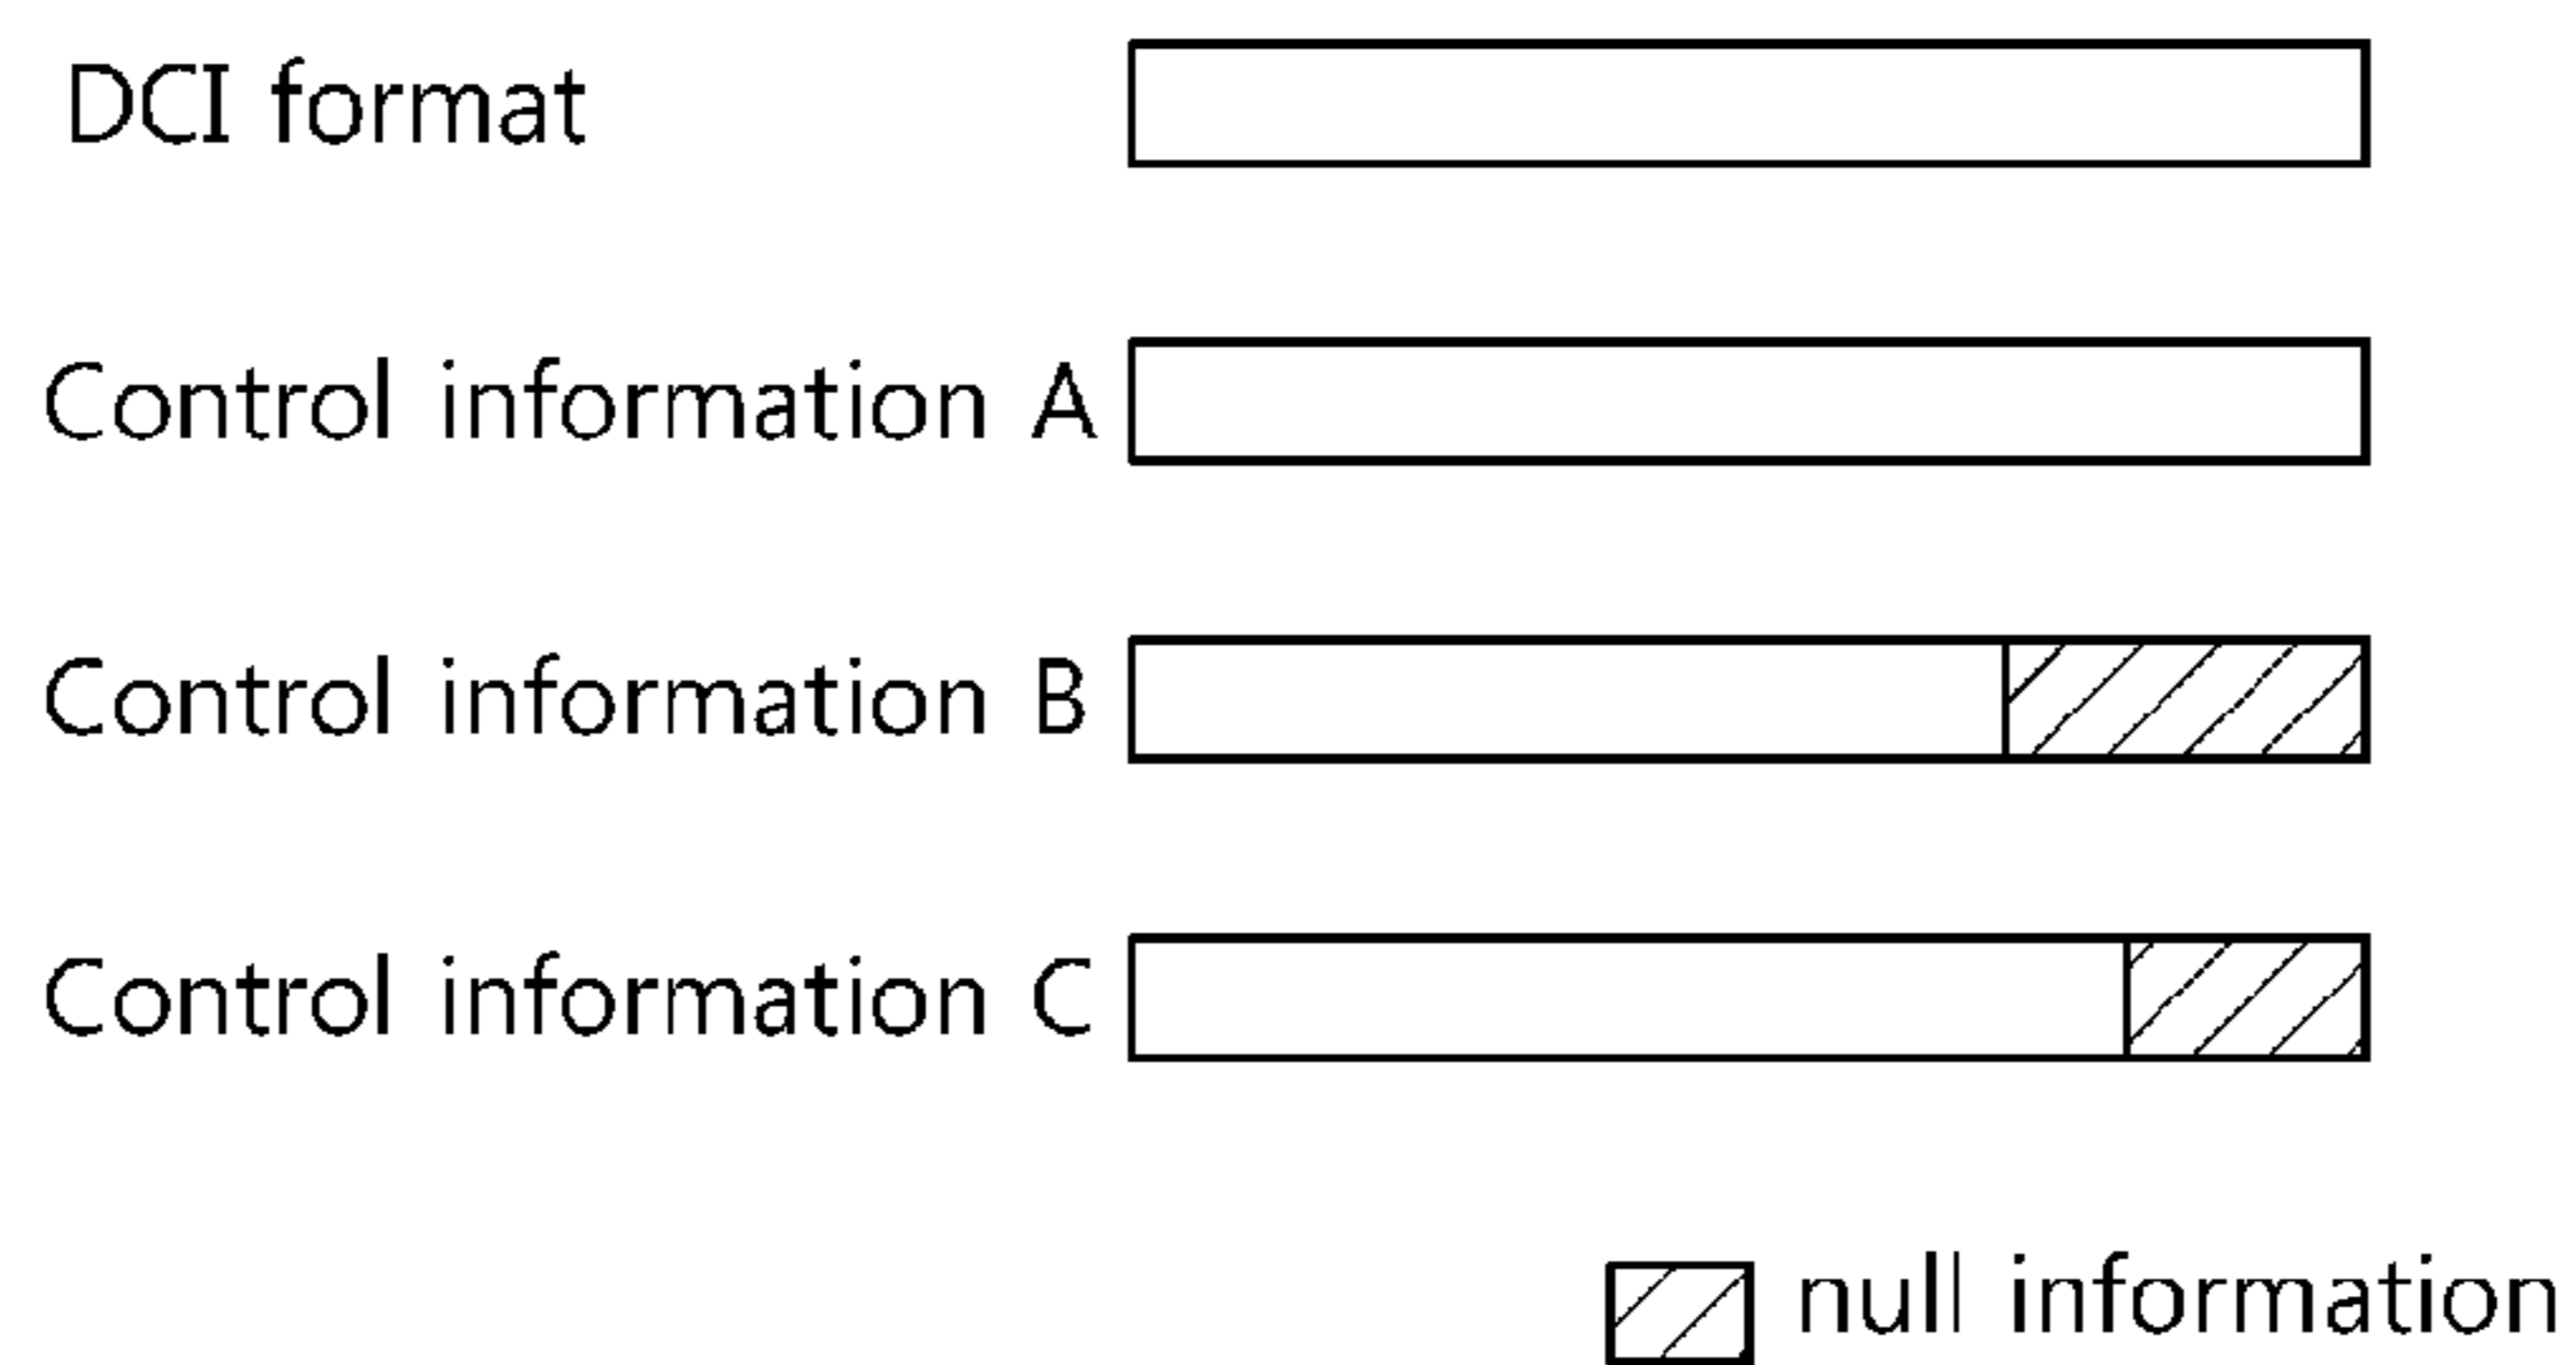 DCI format
Control information A
Control information B
Control information C
null information